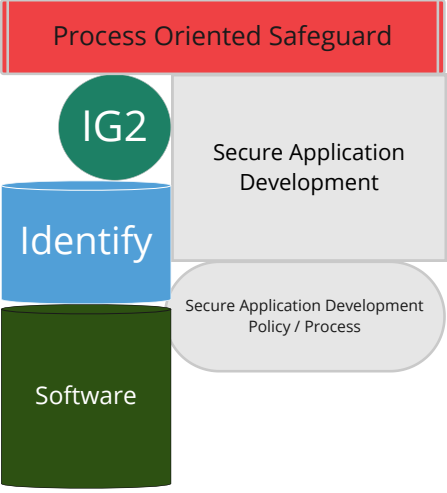 Process Oriented Safeguard
IG2
Secure Application
Development
Identify
Secure Application Development
Policy / Process
Software